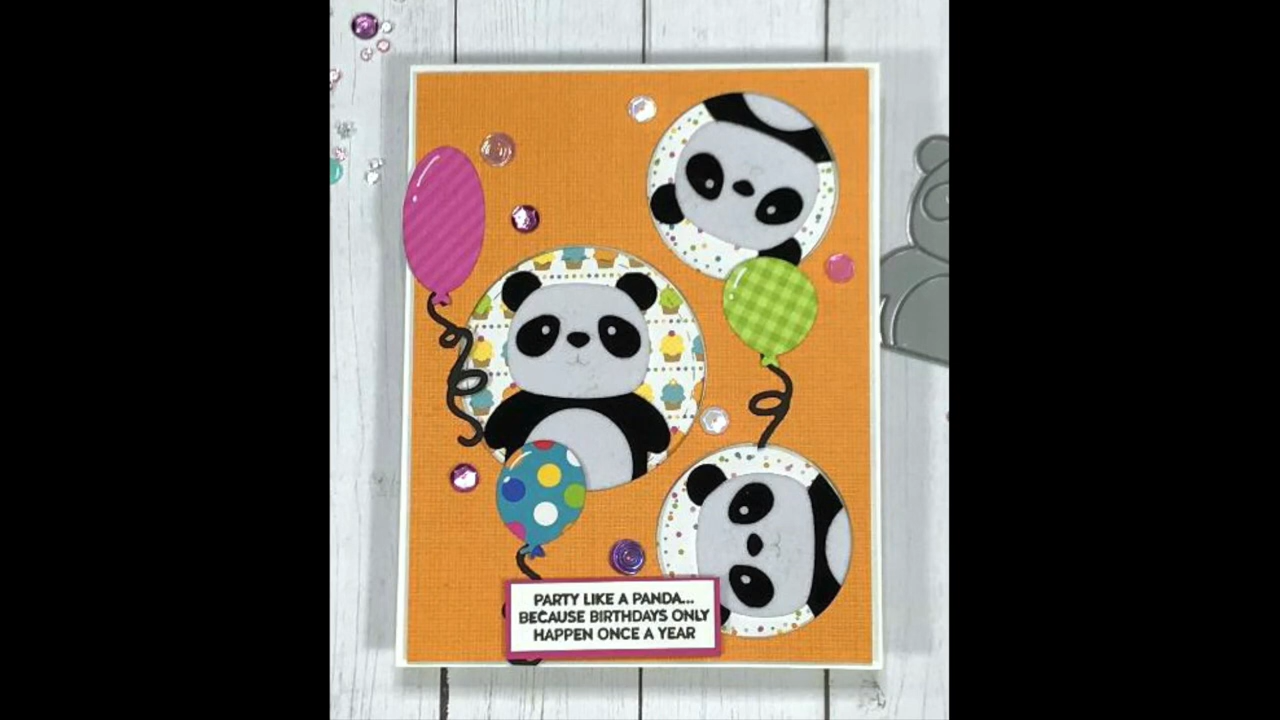 PARTY LIKE A PANDA...
BECAUSE BIRTHDAYS ONLY
HAPPEN ONCE A YEAR